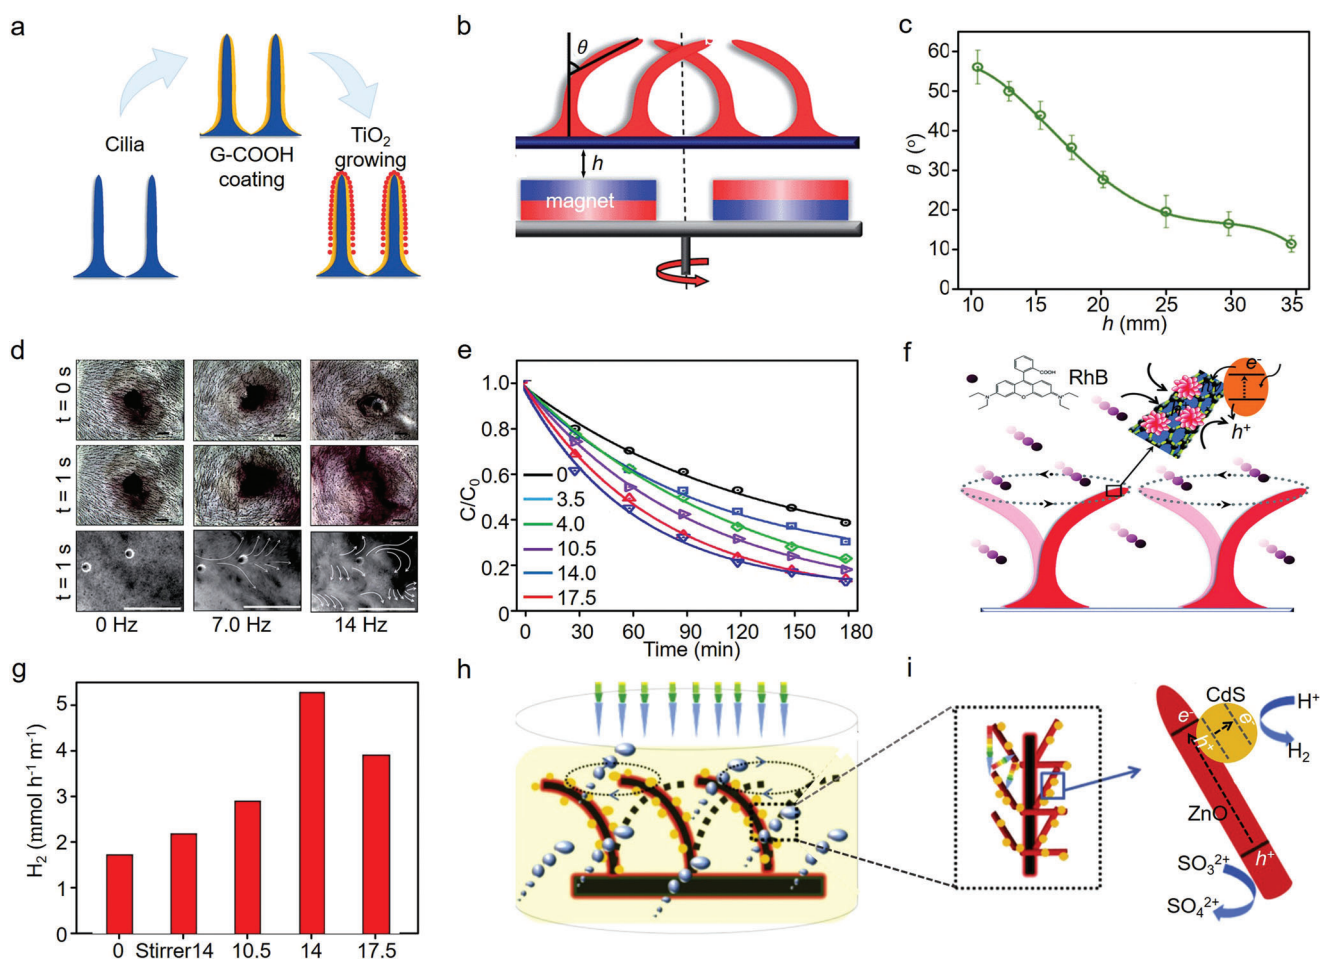 a
Cilia
G-COOH
coating
TiO2
growing
b
θ
h
magnet
c
60
50
40
30
20
10
0
θ (o)
10
15
20
25
30
35
h (mm)
d
t = 0 s
t = 1s
t = 1 s
0 Hz
7.0 Hz
14 Hz
e
1.0
0.8
0.6
0.4
0.2
0
C/C0
0
3.5
4.0
10.5
14.0
17.5
0
30
60
90
120
150
180
Time (min)
f
COOH
N
O
N
RhB
e-
h+
g
5
4
3
2
1
0
H2 (mmol h-1 m-1)
0
Stirrer14
10.5
14
17.5
h
i
CdS
e-
e-
h+
H+
H2
ZnO
h+
SO32+
SO42+